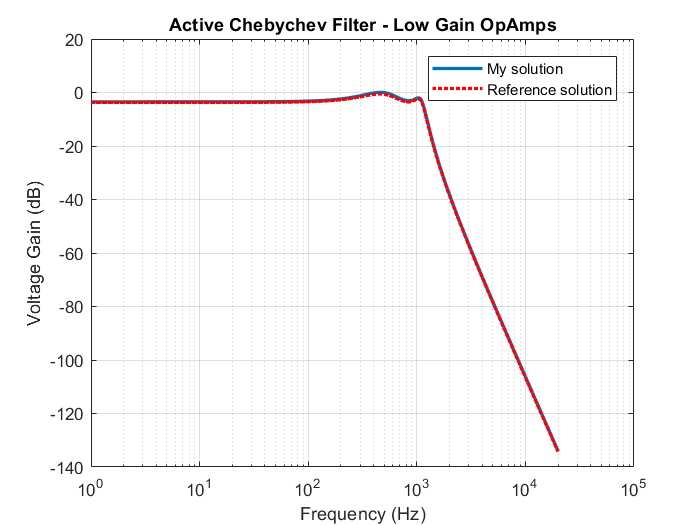 Active Chebychev Filter - Low Gain OpAmps
My solution
Reference solution
Voltage Gain (dB)
20
0
-20
-40
-60
-80
-100
-120
-140
10^0 10^1 10^2 10^3 10^4 10^5
Frequency (Hz)